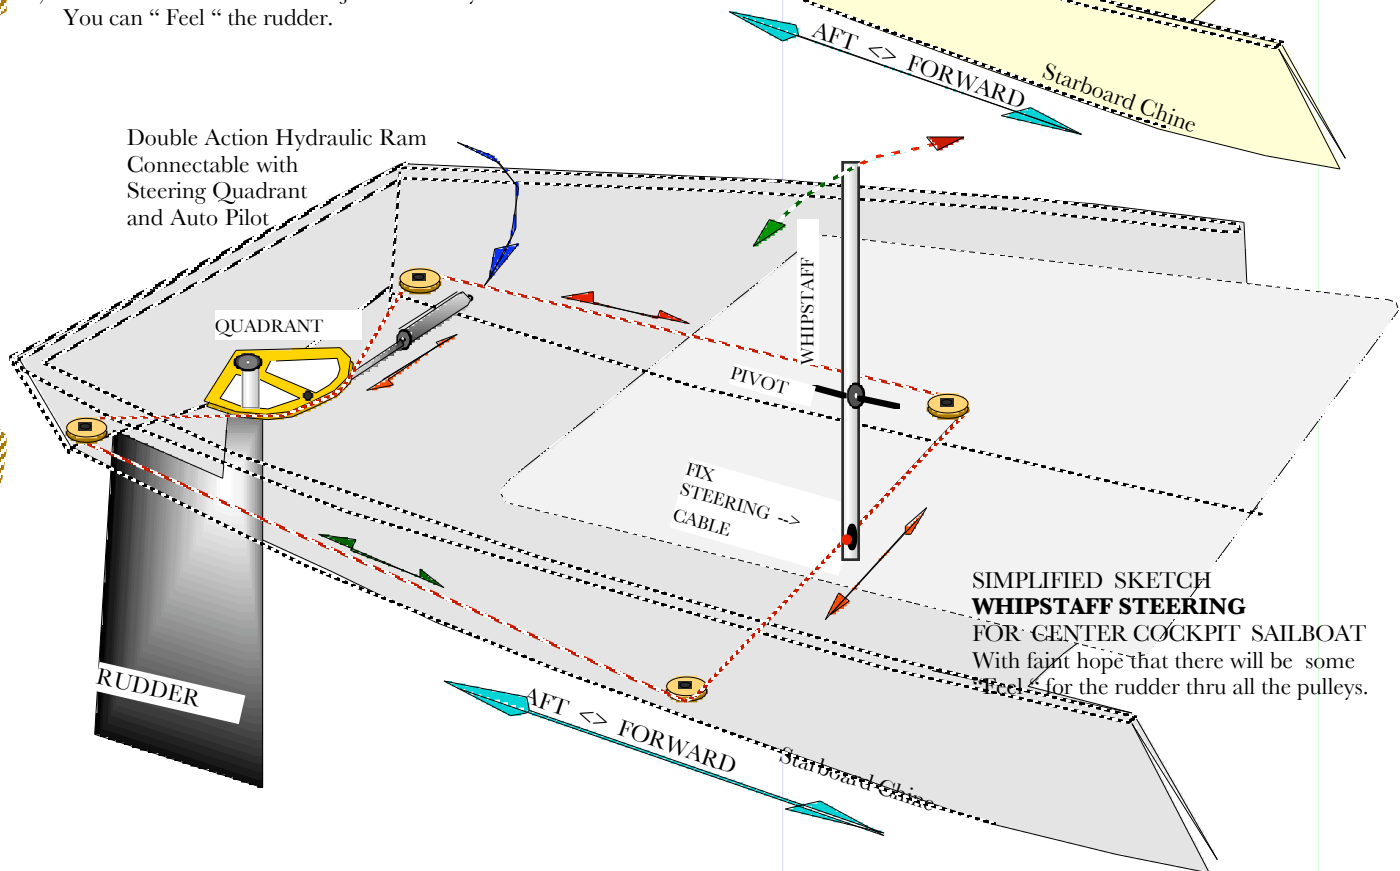 You can “ Feel “ the rudder.
AFT <> FORWARD
Starboard Chine
Double Action Hydraulic Ram
Connectable with
Steering Quadrant
and Auto Pilot
QUADRANT
WHIPSTAFF
PIVOT
FIX
STEERING -->
CABLE
SIMPLIFIED SKETCH
WHIPSTAFF STEERING
FOR CENTER COCKPIT SAILBOAT
With faint hope that there will be some
“Feel “ for the rudder thru all the pulleys.
RUDDER
AFT <> FORWARD
Starboard Chine